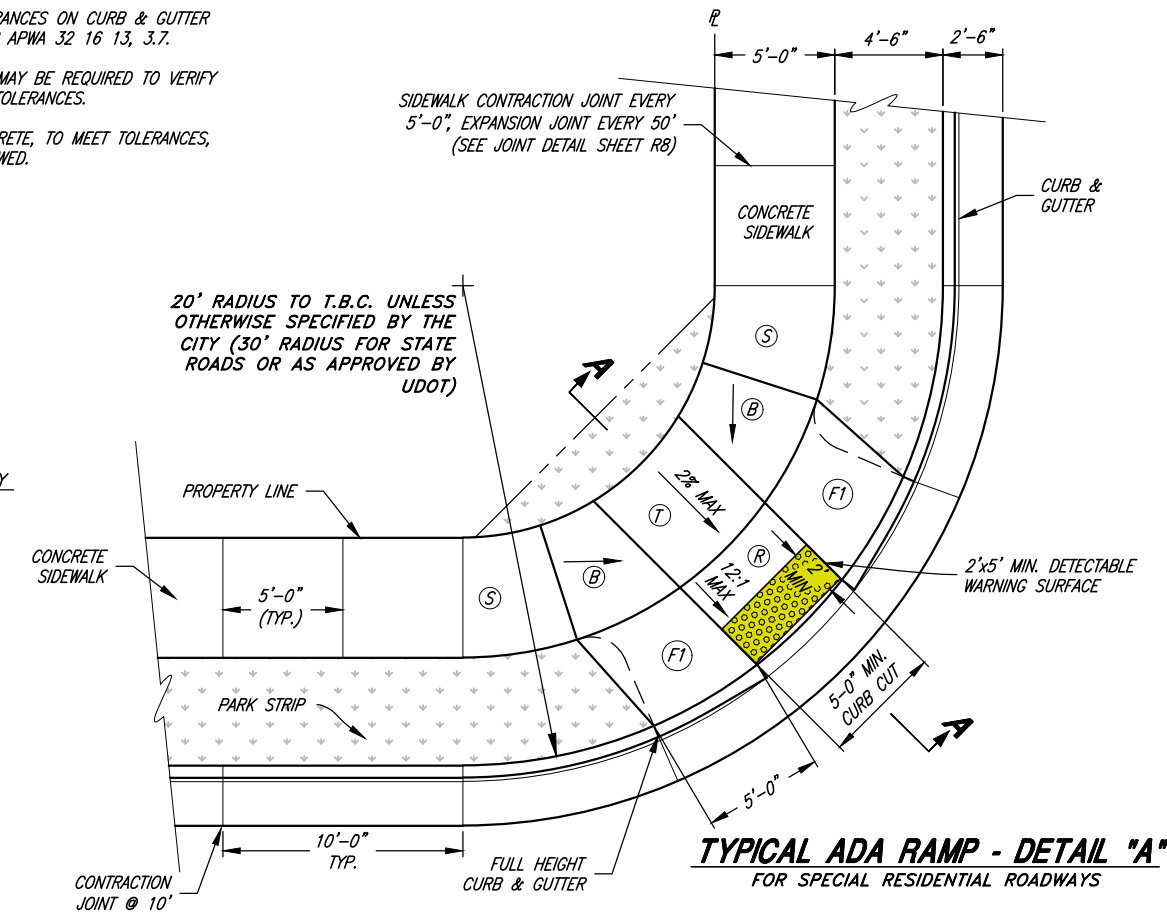 RANCES ON CURB & GUTTER
APWA 32 16 13, 3.7.
MAY BE REQUIRED TO VERIFY
TOLERANCES.
RETE, TO MEET TOLERANCES,
WED.
PL
5'-0"
4'-6"
2'-6"
SIDEWALK CONTRACTION JOINT EVERY
5'-0", EXPANSION JOINT EVERY 50'
(SEE JOINT DETAIL SHEET R8)
CURB &
GUTTER
CONCRETE
SIDEWALK
20' RADIUS TO T.B.C. UNLESS
OTHERWISE SPECIFIED BY THE
CITY (30' RADIUS FOR STATE
ROADS OR AS APPROVED BY
UDOT)
S
A
B
Y
PROPERTY LINE
2% MAX
F1
T
CONCRETE
SIDEWALK
R
2'
MIN.
12:1
MAX
2'x5' MIN. DETECTABLE
WARNING SURFACE
5'-0"
(TYP.)
S
B
F1
5-0" MIN.
CURB CUT
PARK STRIP
A
5'-0"
10'-0"
TYP.
FULL HEIGHT
CURB & GUTTER
CONTRACTION
JOINT @ 10'
TYPICAL ADA RAMP - DETAIL "A"
FOR SPECIAL RESIDENTIAL ROADWAYS